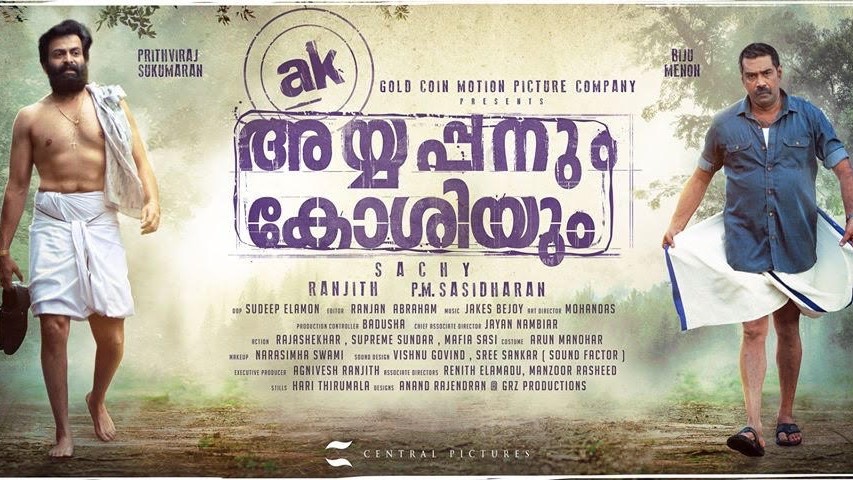 PRITHVIRAJ
SUKUMARAN
ak
GOLD COIN MOTION PICTURE COMPANY
PRESENTS
BIJU
MENON
അയ്യപ്പനും
കോശിയും
SACHY
RANJITH P.M. SASIDHARAN
DOP SUDEEP ELAMON EDITOR RANJAN ABRAHAM MUSIC JAKES BEJOY ART DIRECTOR MOHANDAS
PRODUCTION CONTROLLER BADUSHA CHIEF ASSOCIATE DIRECTOR JAYAN NAMBIAR
ACTION RAJASHEKHAR , SUPREME SUNDAR , MAFIA SASI COSTUME ARUN MANOHAR
MAKEUP NARASIMHA SWAMI SOUND DESIGN VISHNU GOVIND , SREE SANKAR ( SOUND FACTOR )
EXECUTIVE PRODUCER AGNIVESH RANJITH ASSOCIATE DIRECTORS RENITH ELAMADU, MANZOOR RASHEED
STILLS HARI THIRUMALA DESIGNS ANAND RAJENDRAN @ GRZ PRODUCTIONS
CENTRAL PICTURES